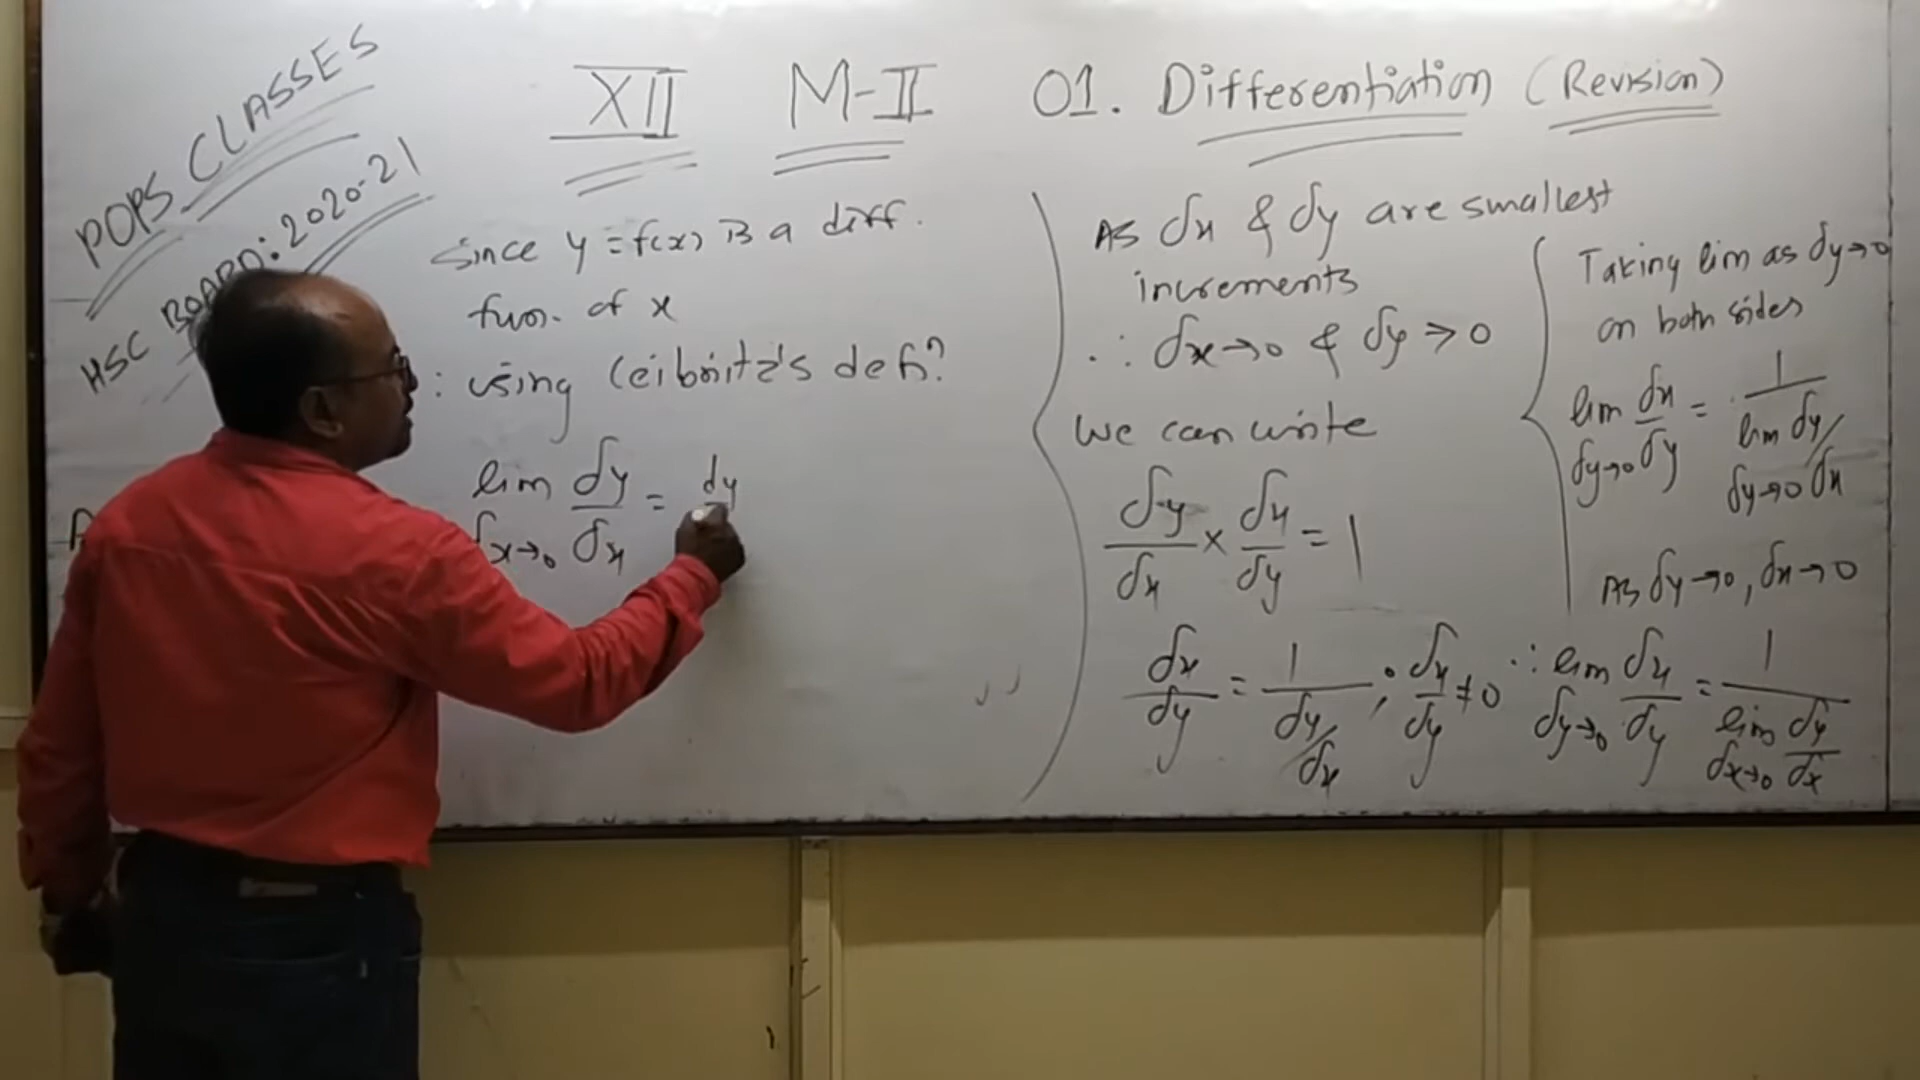 POPS CLASSES
HSC BOARD: 2020-21
XII M-II 01. Differentiation (Revision)
Since y = f(x) is a diff.
fun. of x
: using Leibnitz's defn
lim δy/δx = dy
δx→0
As δx & δy are smallest
increments
∴ δx→0 & δy→0
We can write
δy/δx × δx/δy = 1
δx/δy = 1/(δy/δx) ; δx/δy ≠ 0
Taking lim as δy→0
on both sides
lim δx/δy = 1/(lim δy/δx)
δy→0 δy→0
As δy→0, δx→0
∴ lim δx/δy = 1/(lim δy/δx)
δy→0 δx→0